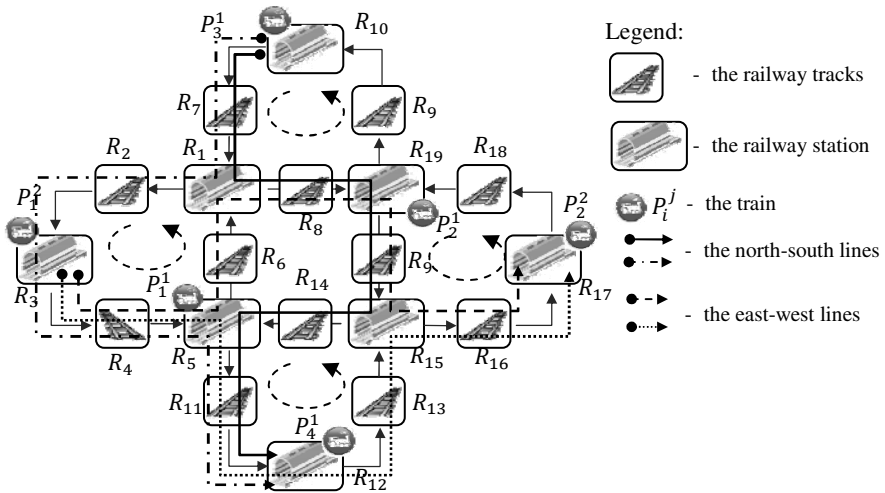 P_3^1
R_10
Legend:
- the railway tracks
R_7
R_9
R_2
R_1
R_19
R_18
- the railway station
P_1^2
P_2^1
P_2^2
P_i^j - the train
R_8
R_6
R_9
- the north-south lines
R_3
P_1^1
R_14
R_17
- the east-west lines
R_4
R_5
R_15
R_16
R_11
R_13
P_4^1
R_12